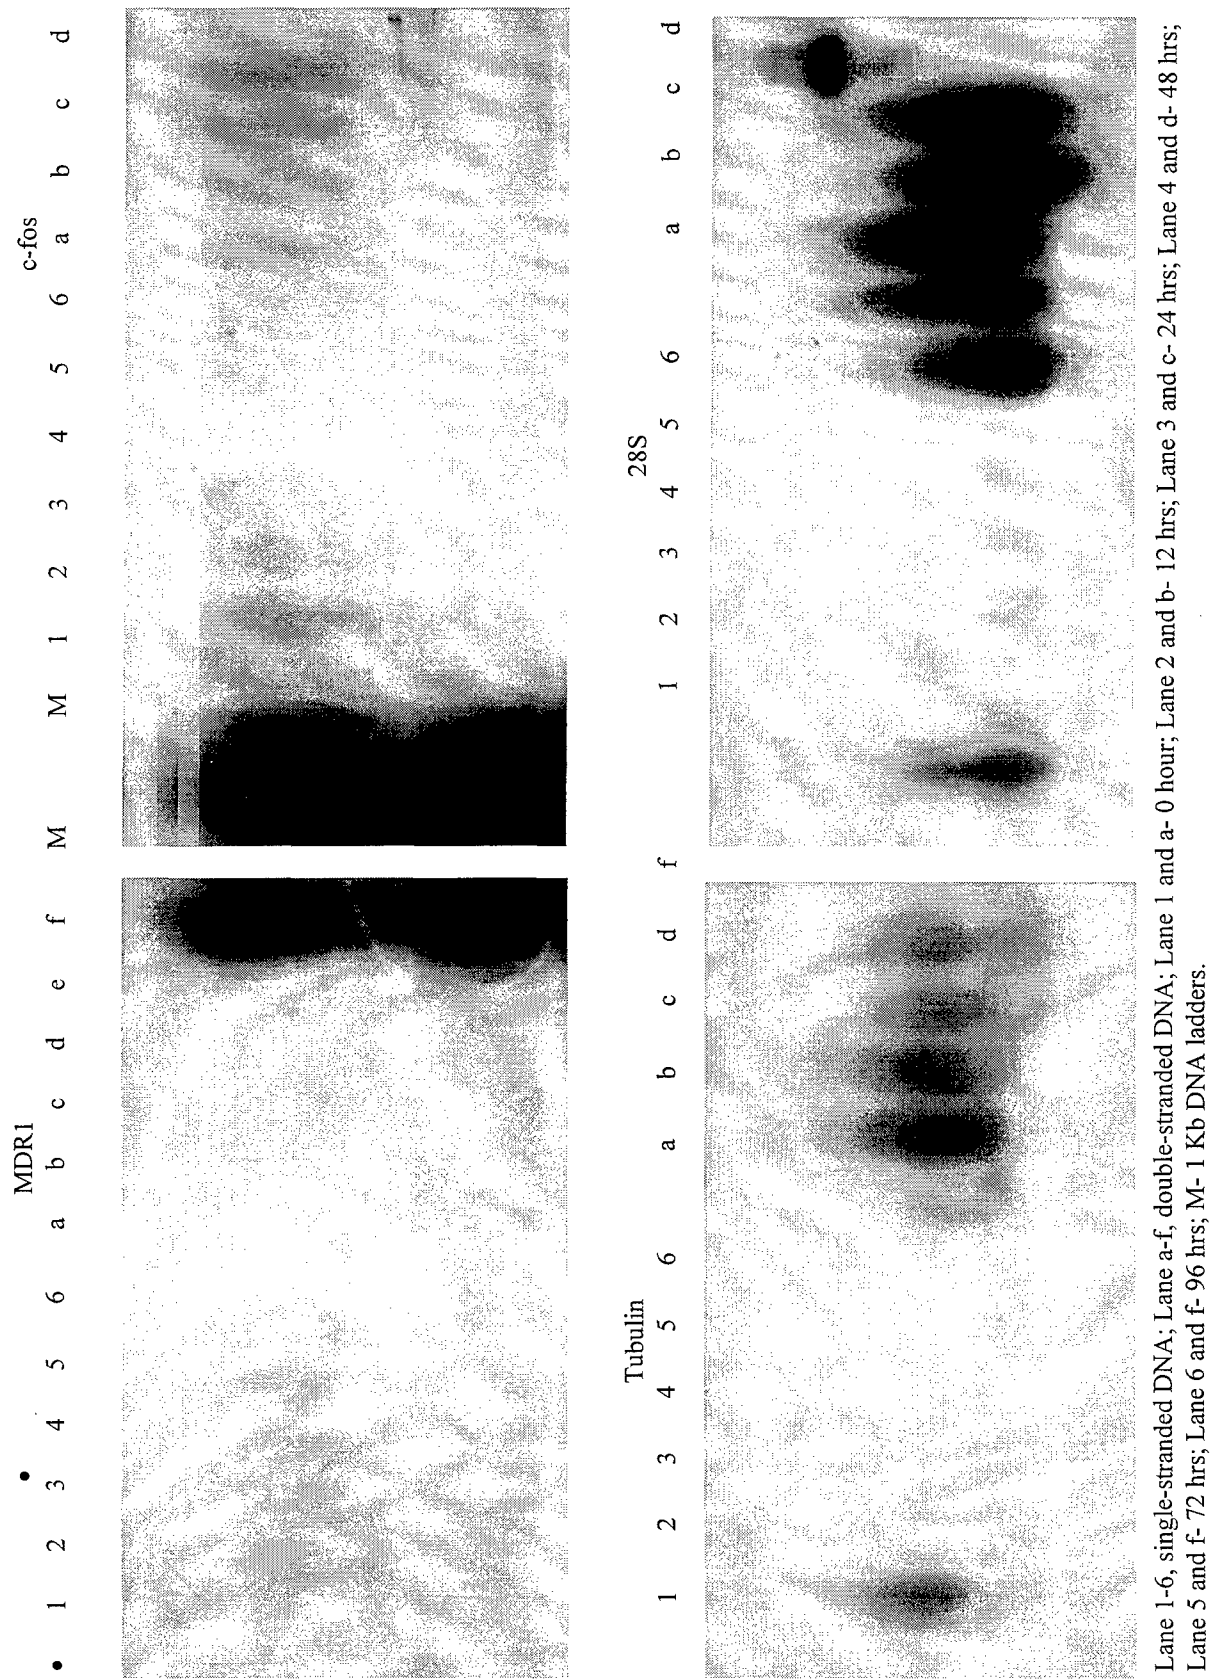 MDR1 c-fos
1 2 3 4 5 6 a b c d e f M M 1 2 3 4 5 6 a b c d
Tubulin 28S
1 2 3 4 5 6 a b c d f 1 2 3 4 5 6 a b c d
Lane 1-6, single-stranded DNA; Lane a-f, double-stranded DNA; Lane 1 and a- 0 hour; Lane 2 and b- 12 hrs; Lane 3 and c- 24 hrs; Lane 4 and d- 48 hrs;
Lane 5 and f- 72 hrs; Lane 6 and f- 96 hrs; M- 1 Kb DNA ladders.